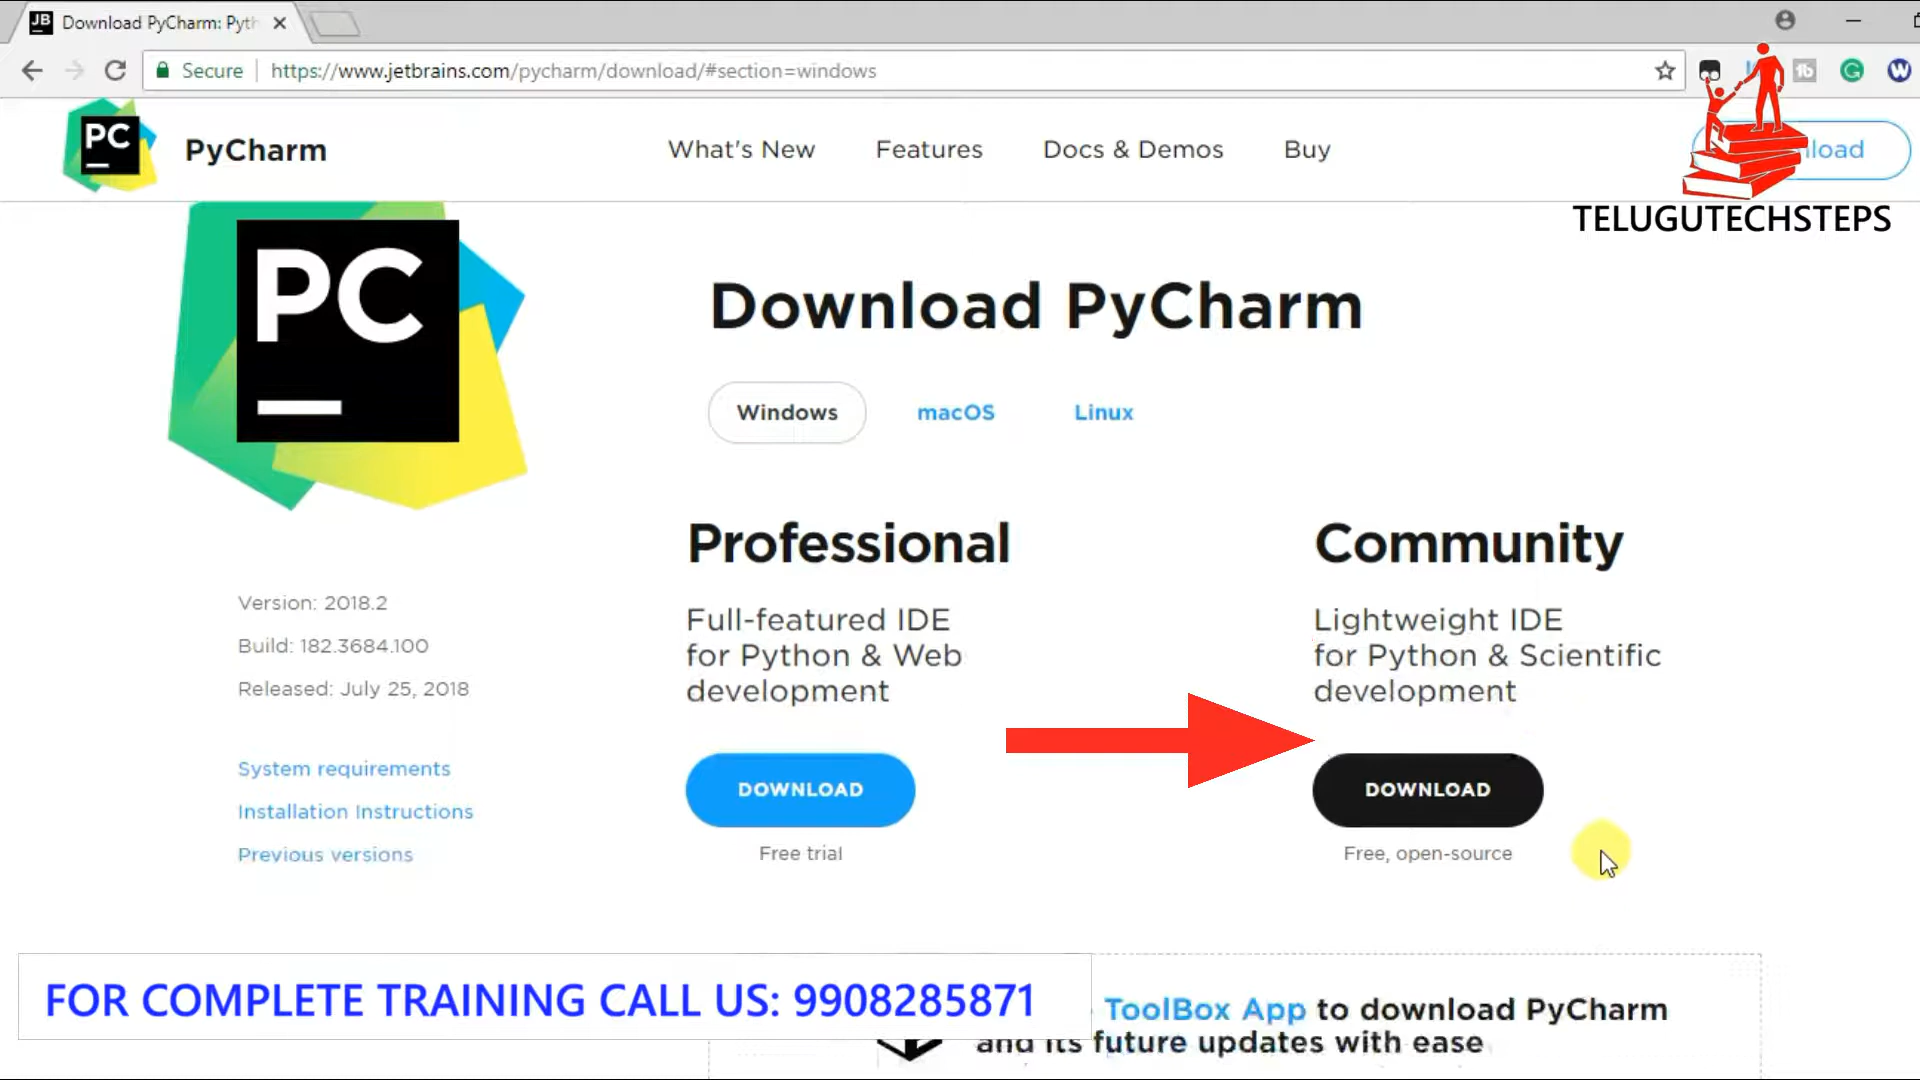 JB
Download PyCharm: Pyth
Secure
https://www.jetbrains.com/pycharm/download/#section=windows
PC
PyCharm
What's New
Features
Docs & Demos
Buy
TELUGUTECHSTEPS
PC
Download PyCharm
Windows
macOS
Linux
Professional
Community
Full-featured IDE
for Python & Web
development
Lightweight IDE
for Python & Scientific
development
Version: 2018.2
Build: 182.3684.100
Released: July 25, 2018
System requirements
Installation Instructions
Previous versions
DOWNLOAD
Free trial
DOWNLOAD
Free, open-source
FOR COMPLETE TRAINING CALL US: 9908285871
ToolBox App to download PyCharm
and its future updates with ease